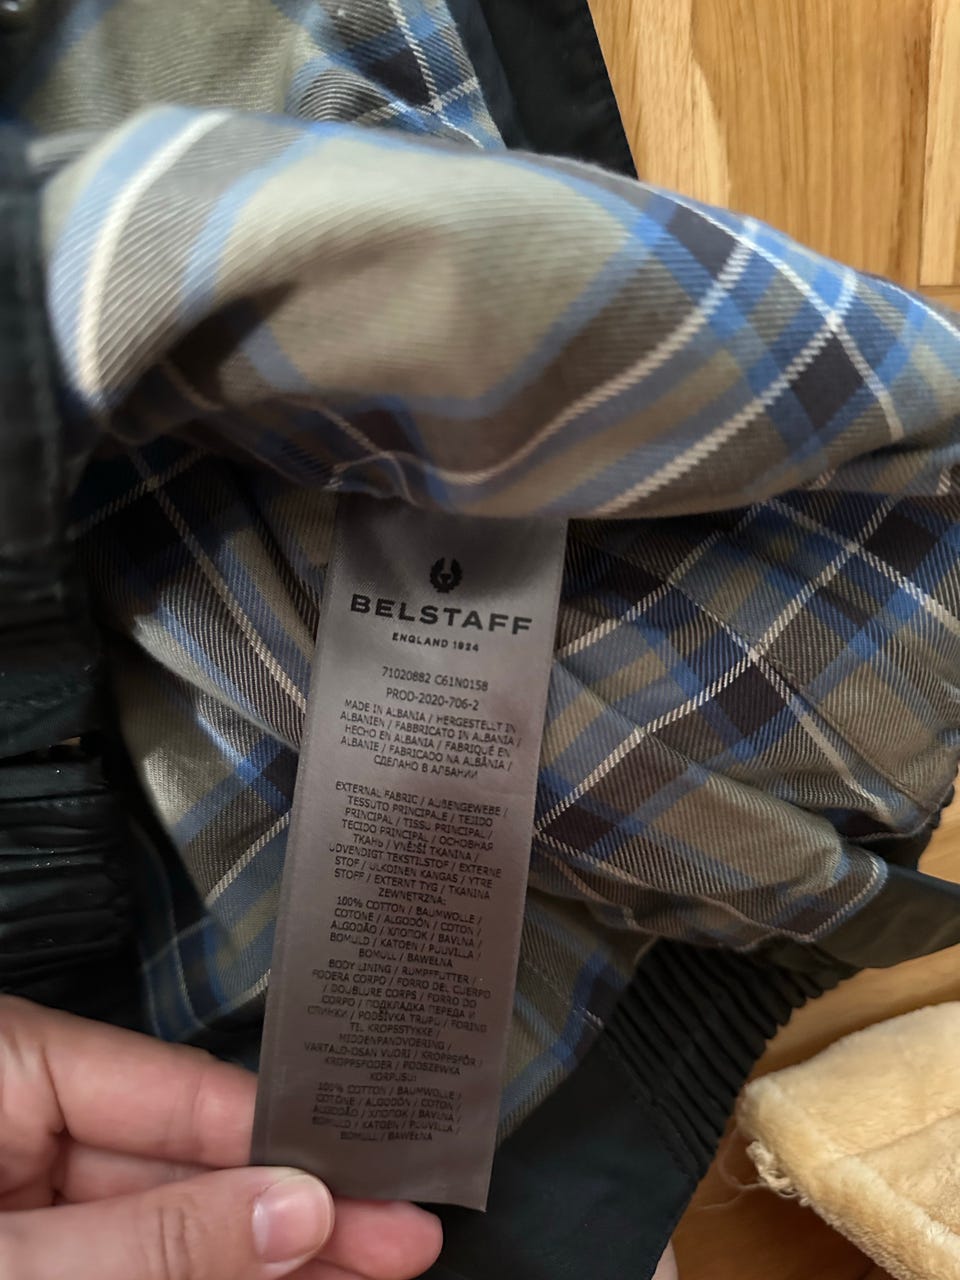 BELSTAFF
ENGLAND 1924
71020882 C61N0158
PROD-2020-706-2
MADE IN ALBANIA / HERGESTELLT IN
ALBANIEN / FABBRICATO IN ALBANIA /
HECHO EN ALBANIA / FABRIQUÉ EN
ALBANIE / FABRICADO NA ALBÂNIA /
СДЕЛАНО В АЛБАНИИ
EXTERNAL FABRIC / AUßENGEWEBE /
TESSUTO PRINCIPALE / TEJIDO
PRINCIPAL / TISSU PRINCIPAL /
TECIDO PRINCIPAL / ОСНОВНАЯ
ТКАНЬ / VNĚJŠÍ TKANINA /
UDVENDIGT TEKSTILSTOF / EXTERNE
STOF / ULKOINEN KANGAS / YTRE
STOFF / EXTERNT TYG / TKANINA
ZEWNĘTRZNA:
100% COTTON / BAUMWOLLE /
COTONE / ALGODÓN / COTON /
ALGODÃO / ХЛОПОК / BAVLNA /
BOMULD / KATOEN / PUUVILLA /
BOMULL / BAWEŁNA
BODY LINING / RUMPFFUTTER /
FODERA CORPO / FORRO DEL CUERPO
/ DOUBLURE CORPS / FORRO DO
CORPO / ПОДКЛАДКА ПЕРЕДА И
СПИНКИ / PODŠÍVKA TRUPU / FORING
TIL KROPSSTYKKE /
MIDDENPANDVOERING /
VARTALO-OSAN VUORI / KROPPSFÔR /
KROPPSFODER / PODSZEWKA
KORPUSU:
100% COTTON / BAUMWOLLE /
COTONE / ALGODÓN / COTON /
ALGODÃO / ХЛОПОК / BAVLNA /
BOMULD / KATOEN / PUUVILLA /
BOMULL / BAWEŁNA